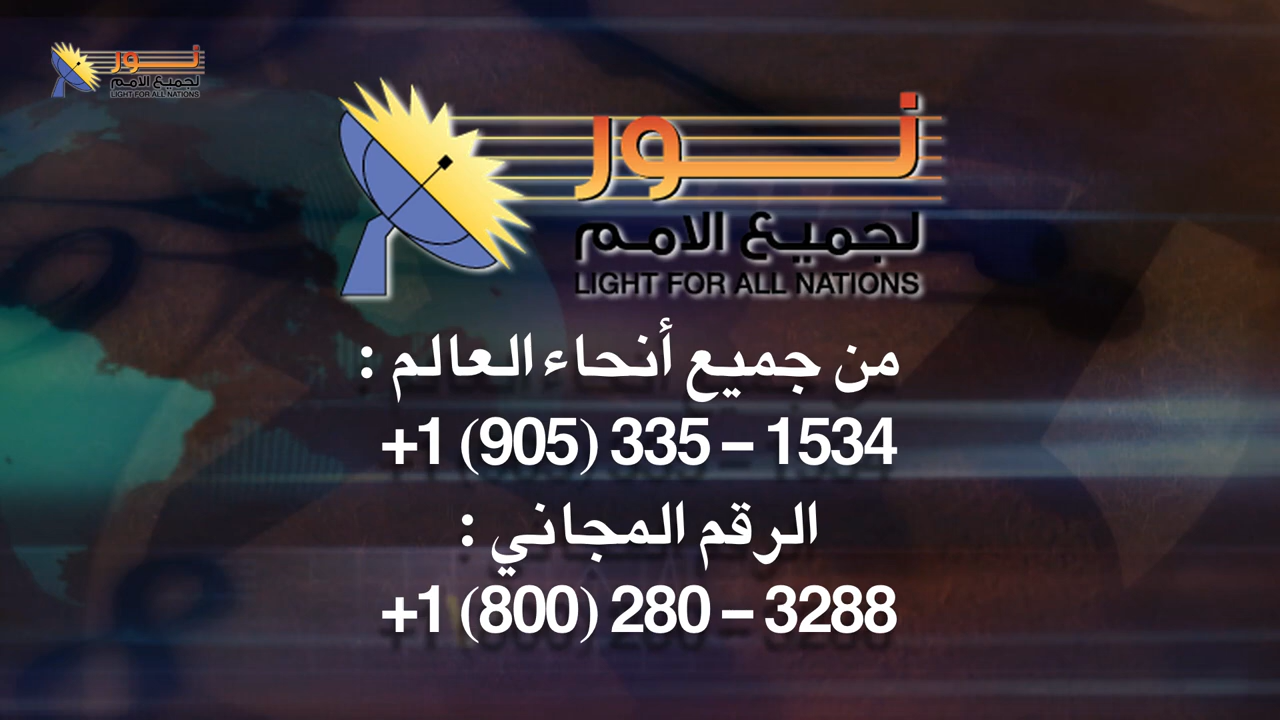 نور
لجميع الامم
LIGHT FOR ALL NATIONS
نور
لجميع الامم
LIGHT FOR ALL NATIONS
من جميع أنحاء العالم :
+1 (905) 335 – 1534
الرقم المجاني :
+1 (800) 280 – 3288